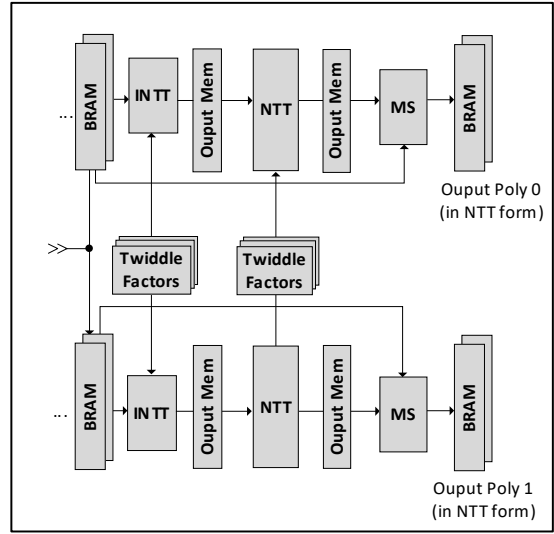 ... BRAM
INTT
Ouput Mem
NTT
Ouput Mem
MS
BRAM
Ouput Poly 0
(in NTT form)
Twiddle
Factors
Twiddle
Factors
... BRAM
INTT
Ouput Mem
NTT
Ouput Mem
MS
BRAM
Ouput Poly 1
(in NTT form)